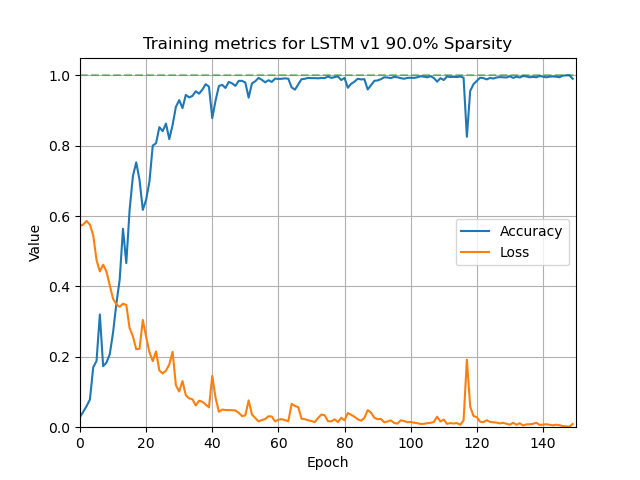 Training metrics for LSTM v1 90.0% Sparsity
1.0
0.8
0.6
0.4
0.2
0.0
Value
Accuracy
Loss
0 20 40 60 80 100 120 140
Epoch